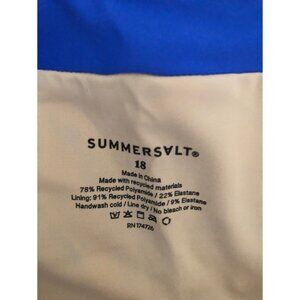 SUMMERSⱯLT®
18
Made in China
Made with recycled materials
78% Recycled Polyamide / 22% Elastane
Lining: 91% Recycled Polyamide / 9% Elastane
Handwash cold / Line dry / No bleach or iron
RN 174726